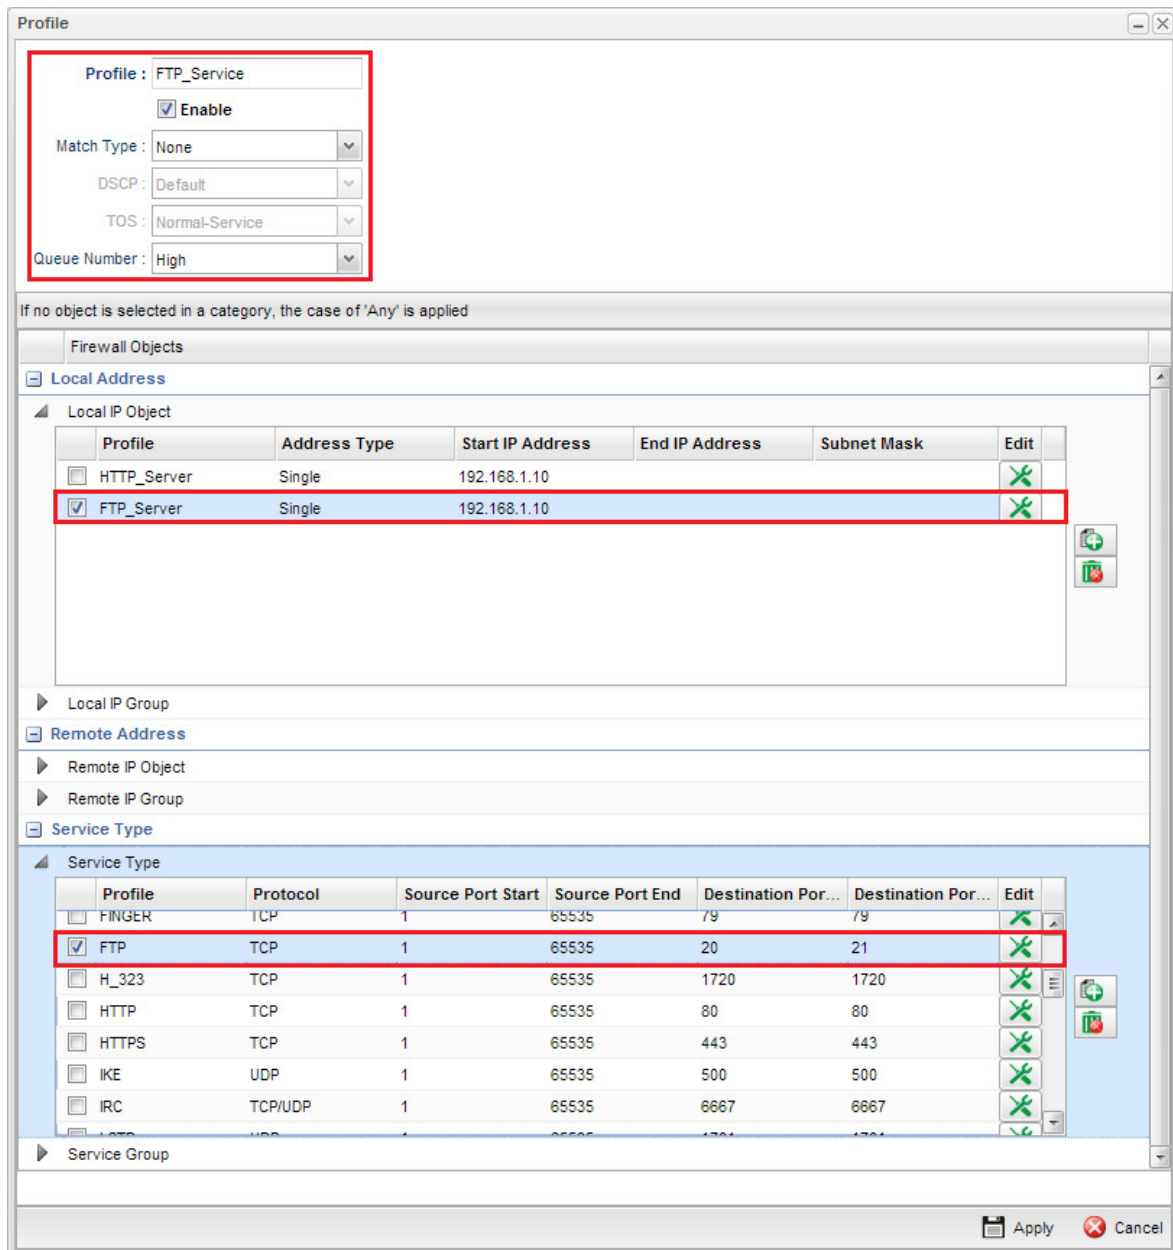 Profile
Profile : FTP_Service
Enable
Match Type : None
DSCP : Default
TOS : Normal-Service
Queue Number : High
If no object is selected in a category, the case of 'Any' is applied
Firewall Objects
Local Address
Local IP Object
Profile Address Type Start IP Address End IP Address Subnet Mask Edit
HTTP_Server Single 192.168.1.10
FTP_Server Single 192.168.1.10
Local IP Group
Remote Address
Remote IP Object
Remote IP Group
Service Type
Service Type
Profile Protocol Source Port Start Source Port End Destination Por... Destination Por... Edit
FINGER TCP 1 65535 79 79
FTP TCP 1 65535 20 21
H_323 TCP 1 65535 1720 1720
HTTP TCP 1 65535 80 80
HTTPS TCP 1 65535 443 443
IKE UDP 1 65535 500 500
IRC TCP/UDP 1 65535 6667 6667
Service Group
Apply Cancel